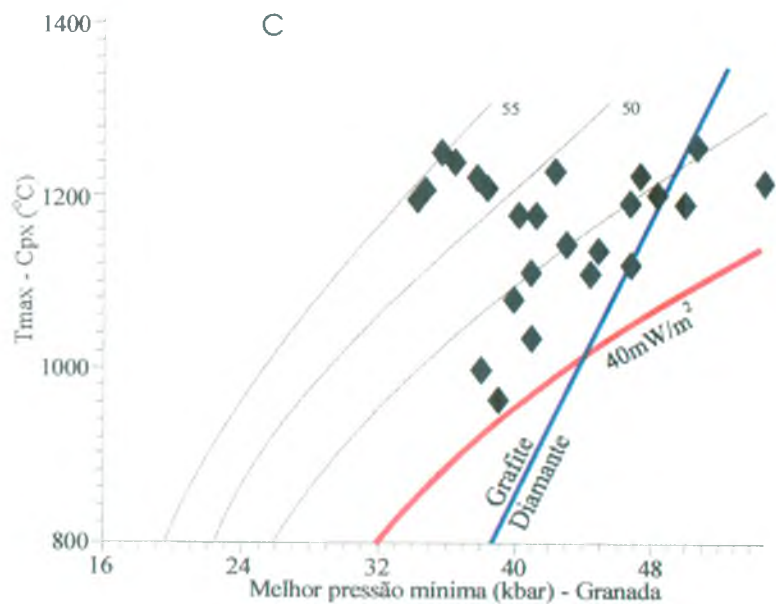 C
1400
1200
1000
800
Tmax - Cpx (°C)
55
50
40mW/m²
Grafite
Diamante
16 24 32 40 48
Melhor pressão mínima (kbar) - Granada